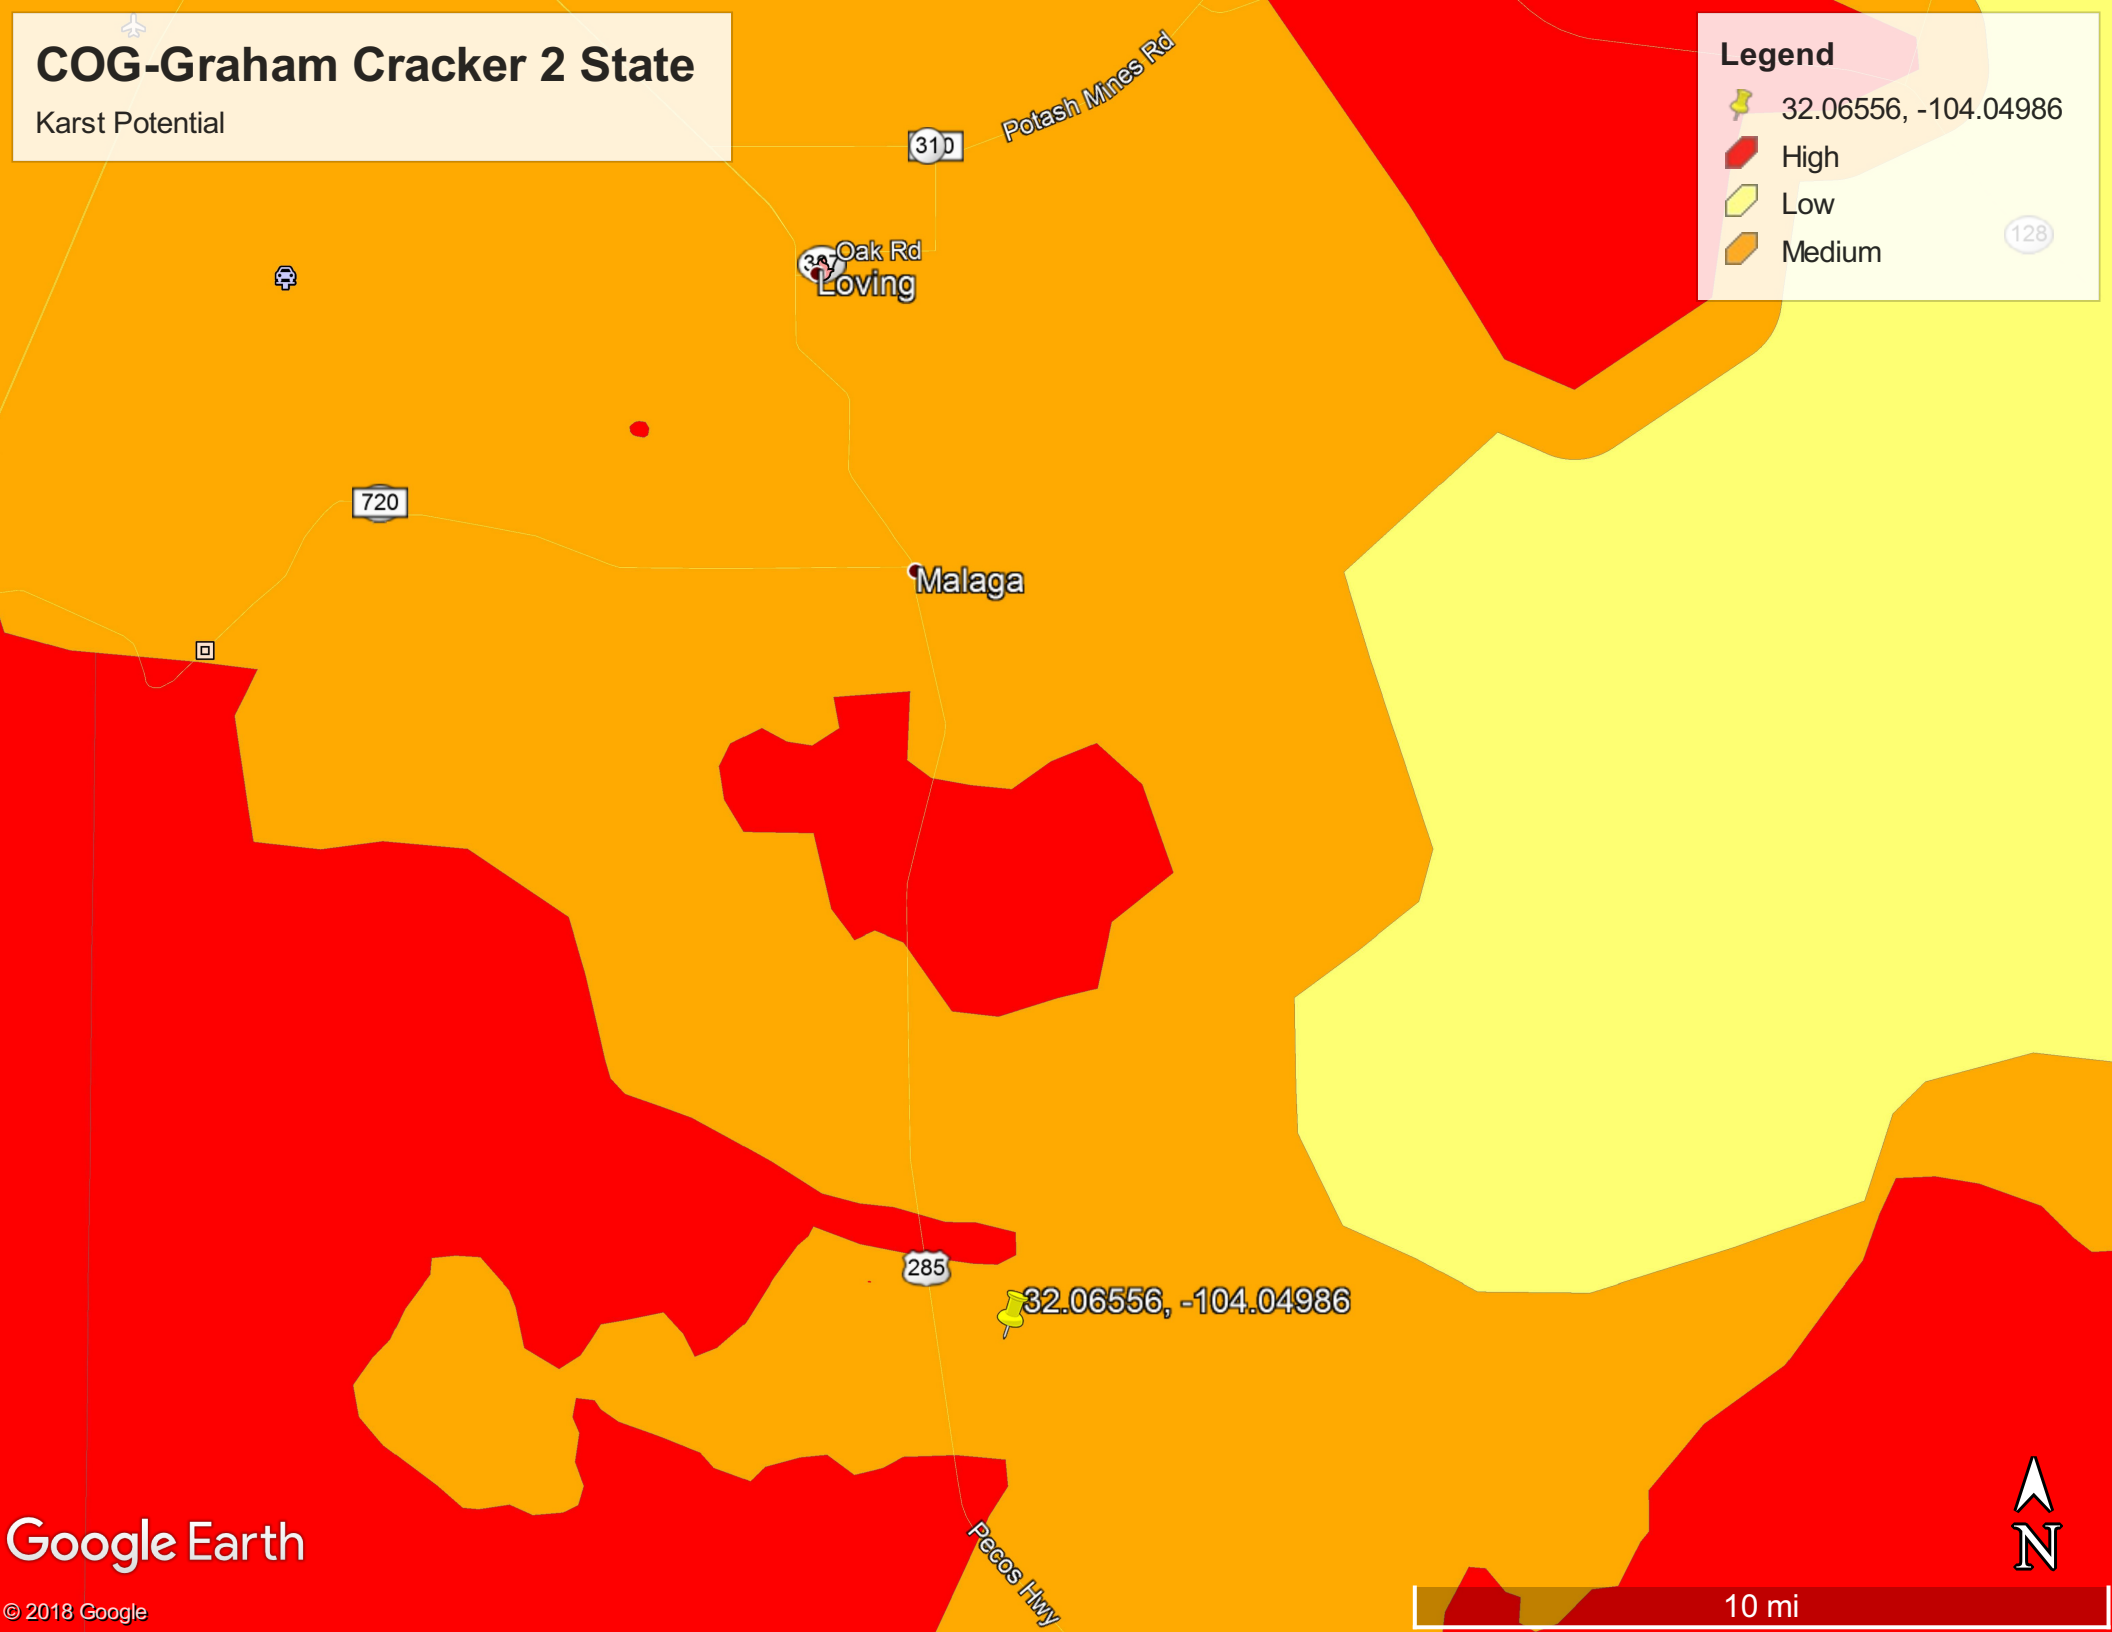 COG-Graham Cracker 2 State
Karst Potential
Legend
32.06556, -104.04986
High
Low
Medium
128
Potash Mines Rd
310
Oak Rd
Loving
720
Malaga
285
32.06556, -104.04986
Pecos Hwy
Google Earth
© 2018 Google
N
10 mi